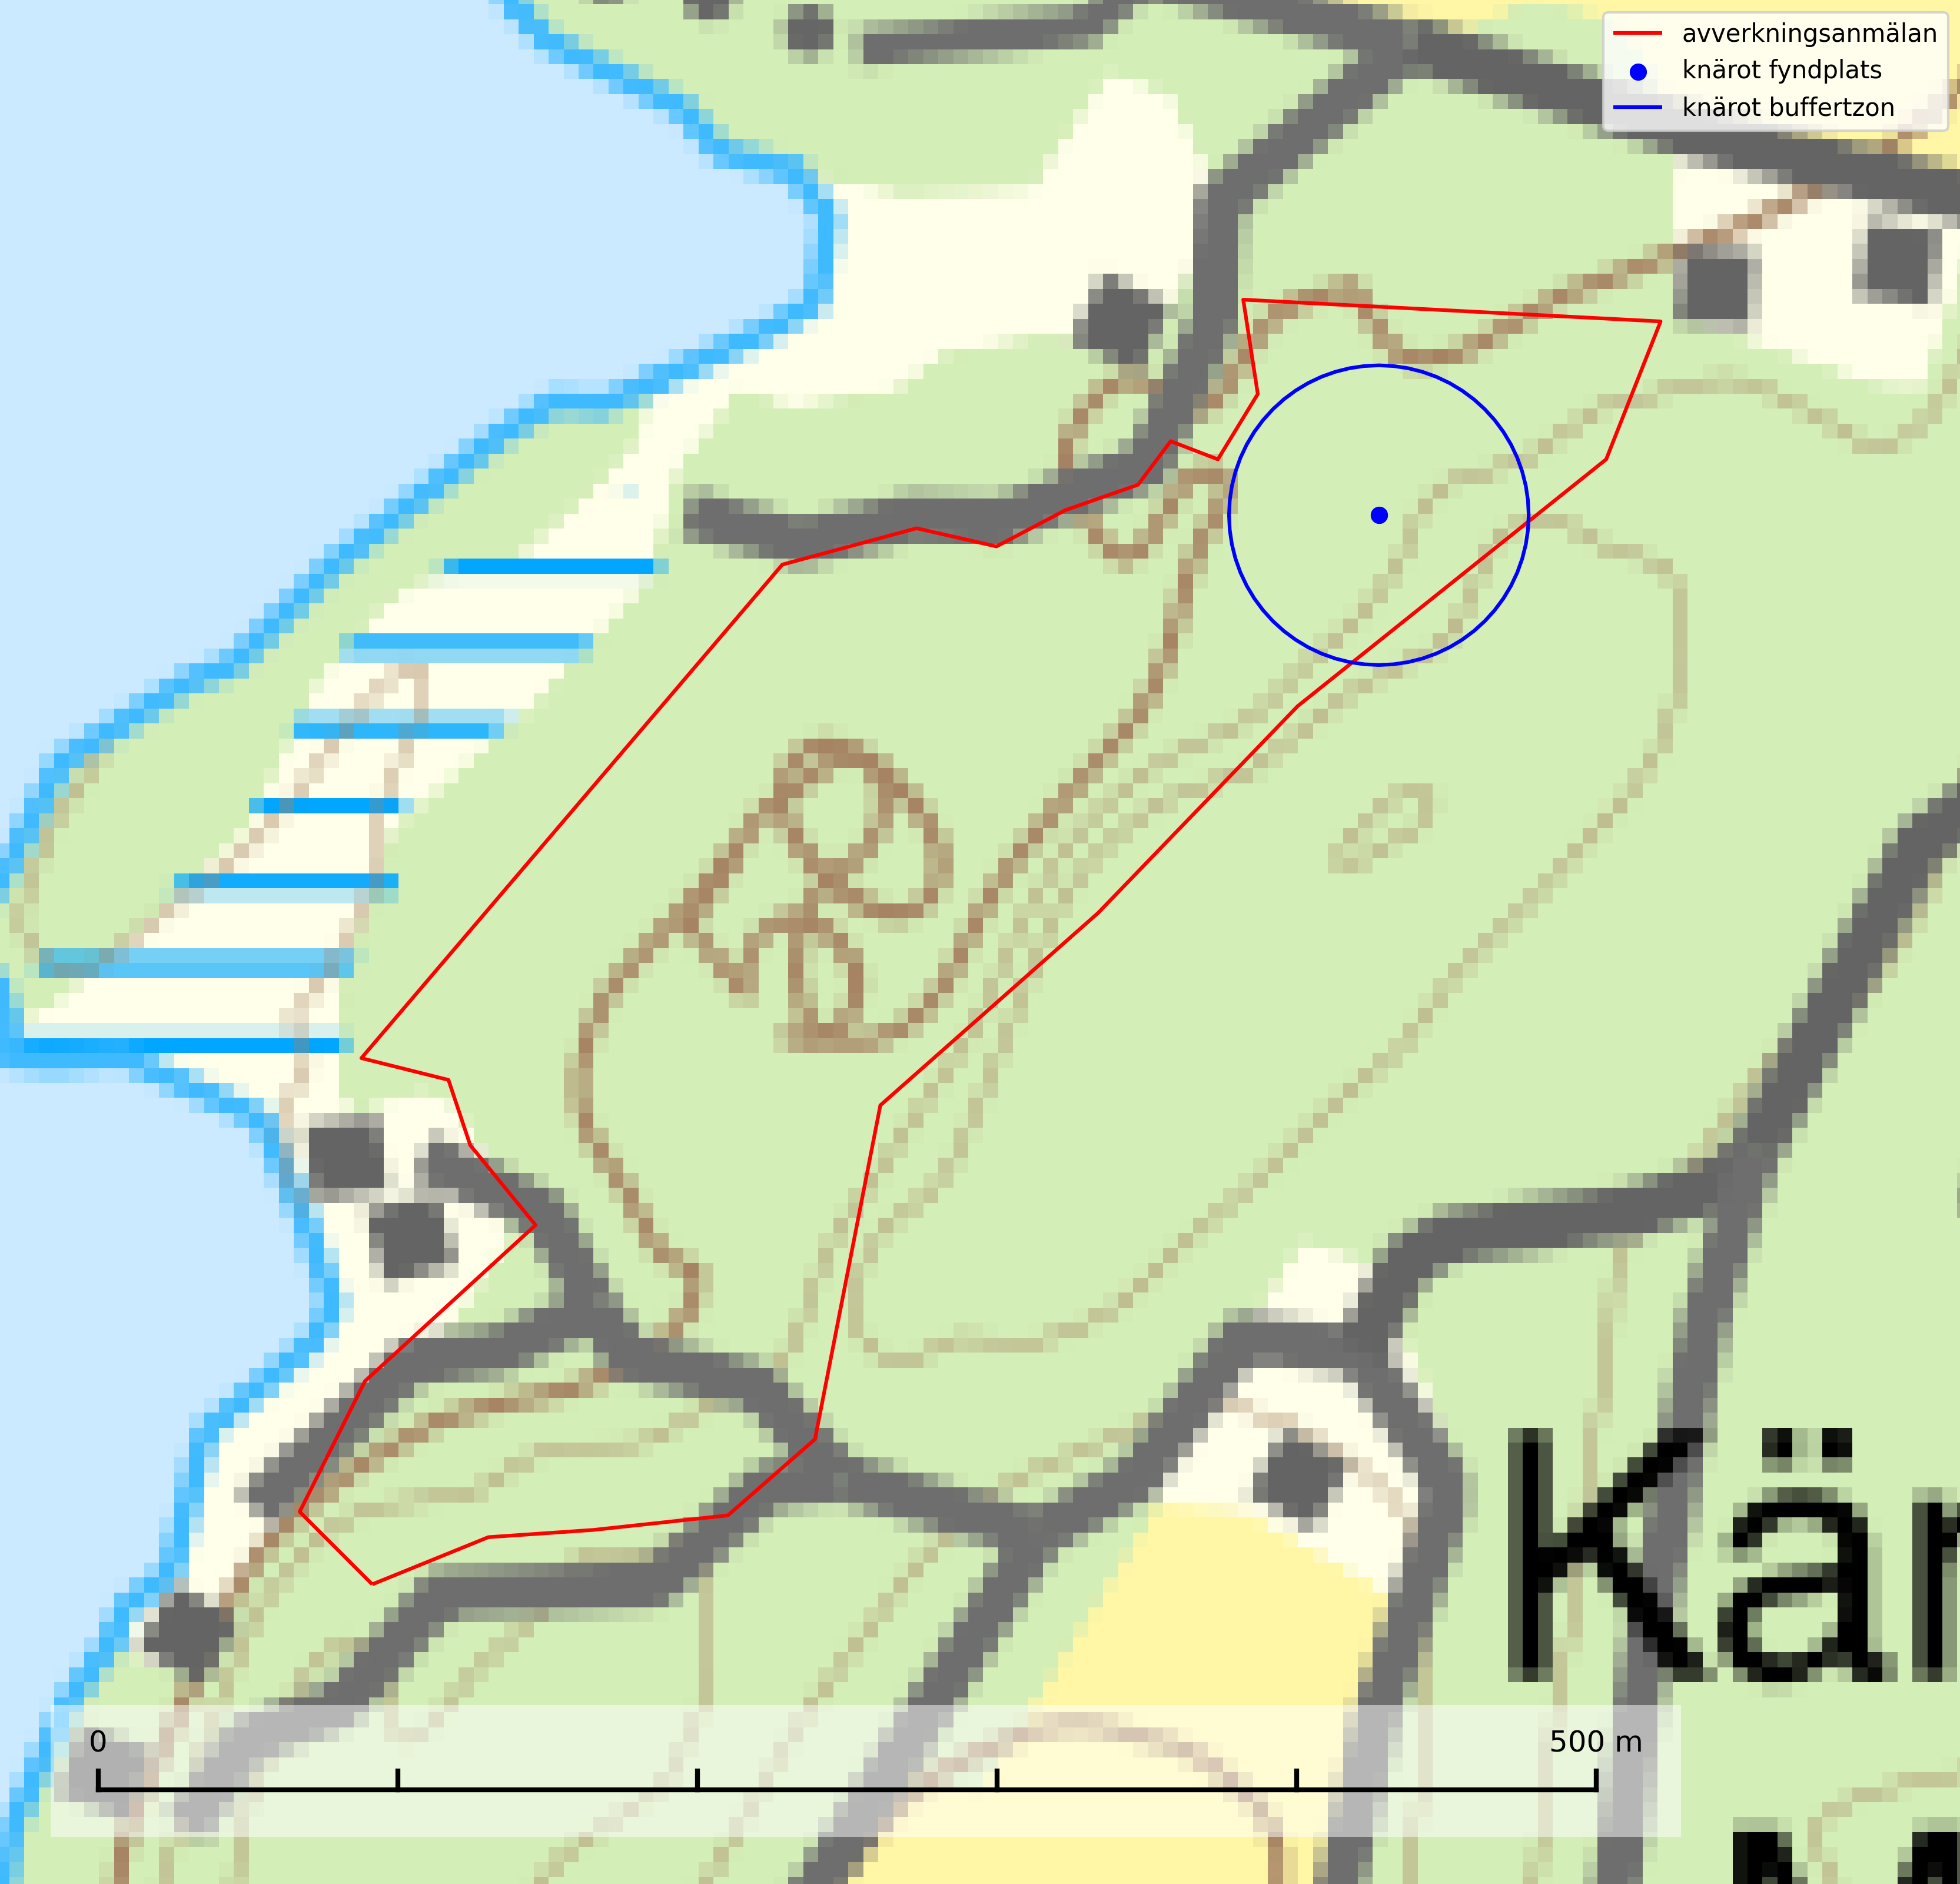 avverkningsanmälan
knärot fyndplats
knärot buffertzon
Kär
0 500 m